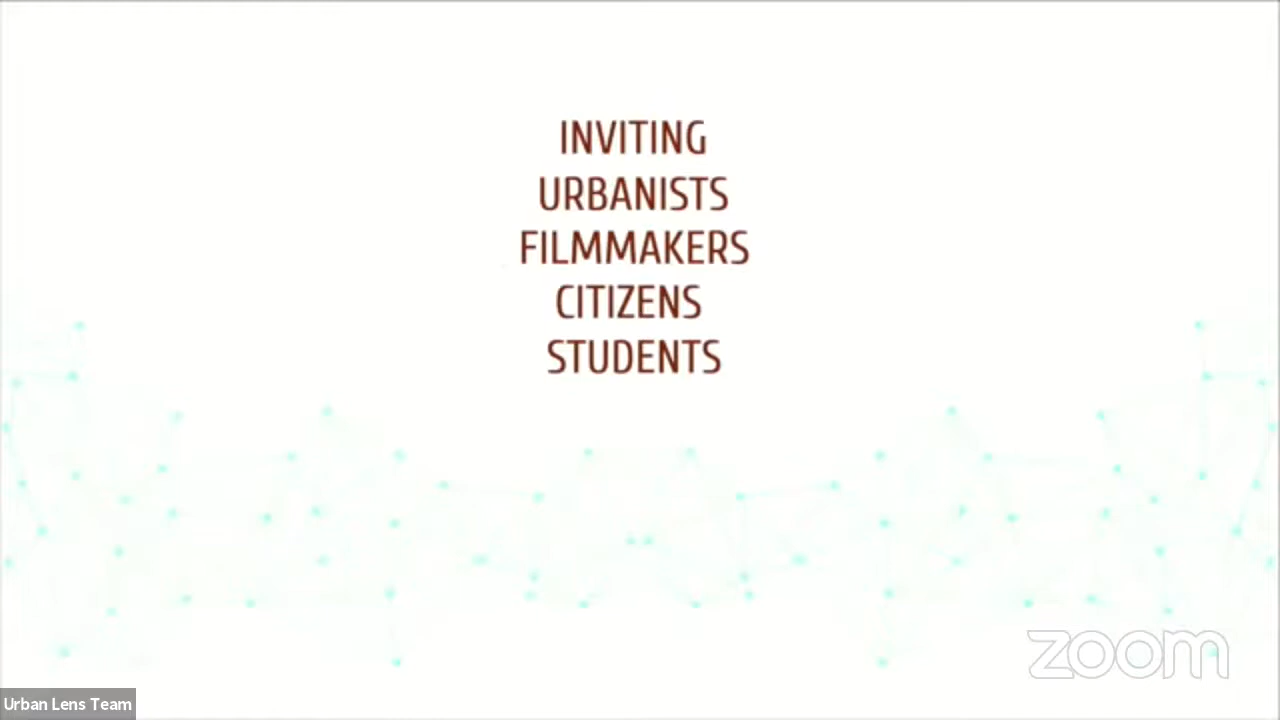 INVITING
URBANISTS
FILMMAKERS
CITIZENS
STUDENTS
zoom
Urban Lens Team